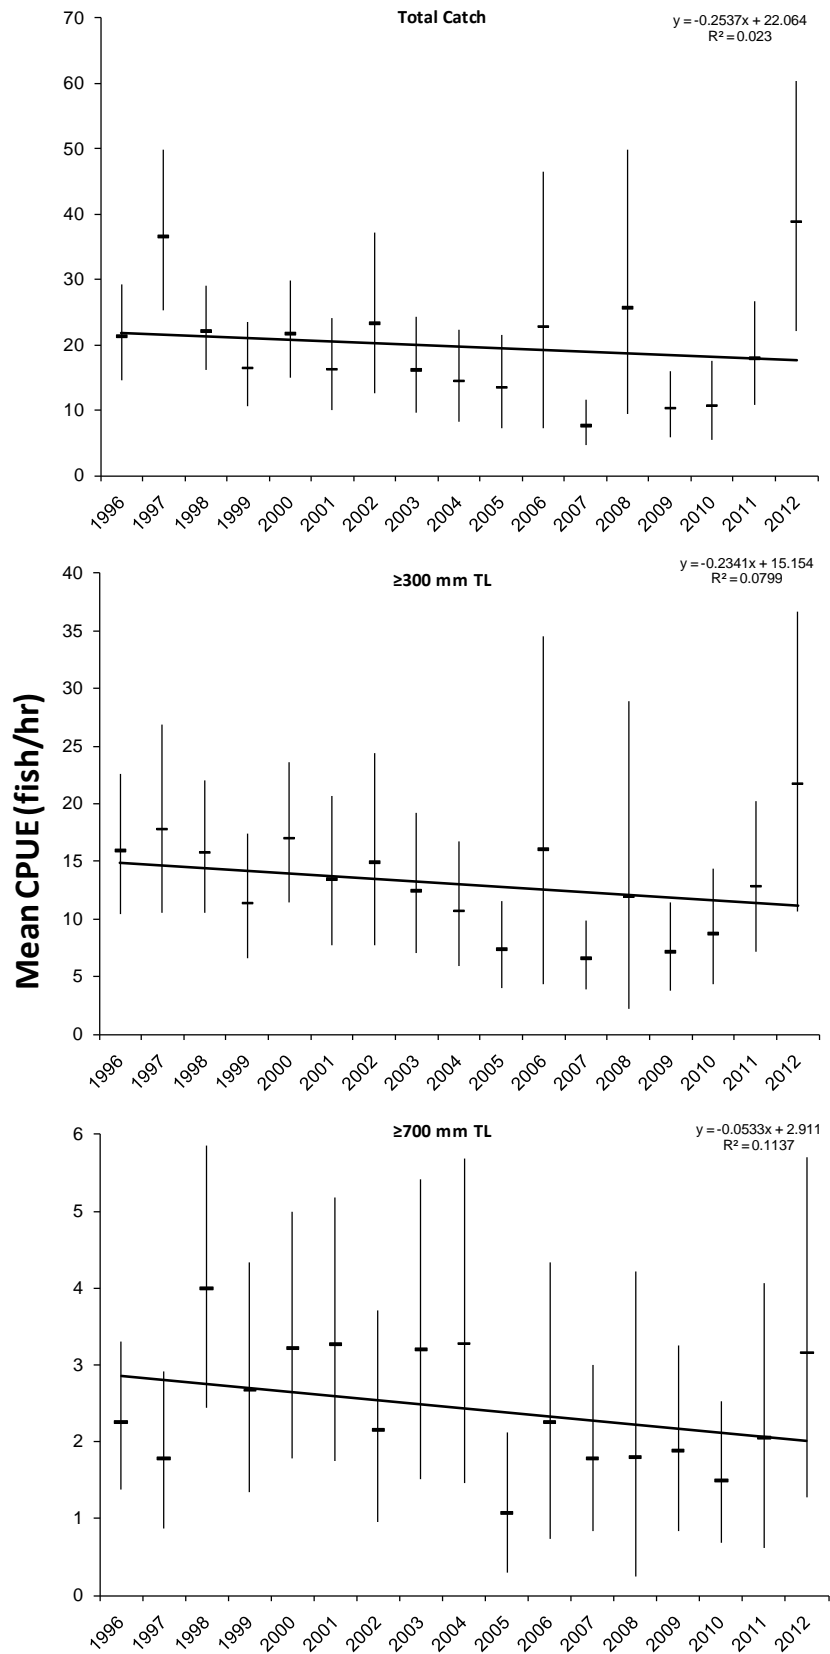 Total Catch
y = -0.2537x + 22.064
R² = 0.023
70
60
50
40
30
20
10
0
1996 1997 1998 1999 2000 2001 2002 2003 2004 2005 2006 2007 2008 2009 2010 2011 2012
≥300 mm TL
y = -0.2341x + 15.154
R² = 0.0799
40
35
30
25
20
15
10
5
0
Mean CPUE (fish/hr)
1996 1997 1998 1999 2000 2001 2002 2003 2004 2005 2006 2007 2008 2009 2010 2011 2012
≥700 mm TL
y = -0.0533x + 2.911
R² = 0.1137
6
5
4
3
2
1
0
1996 1997 1998 1999 2000 2001 2002 2003 2004 2005 2006 2007 2008 2009 2010 2011 2012